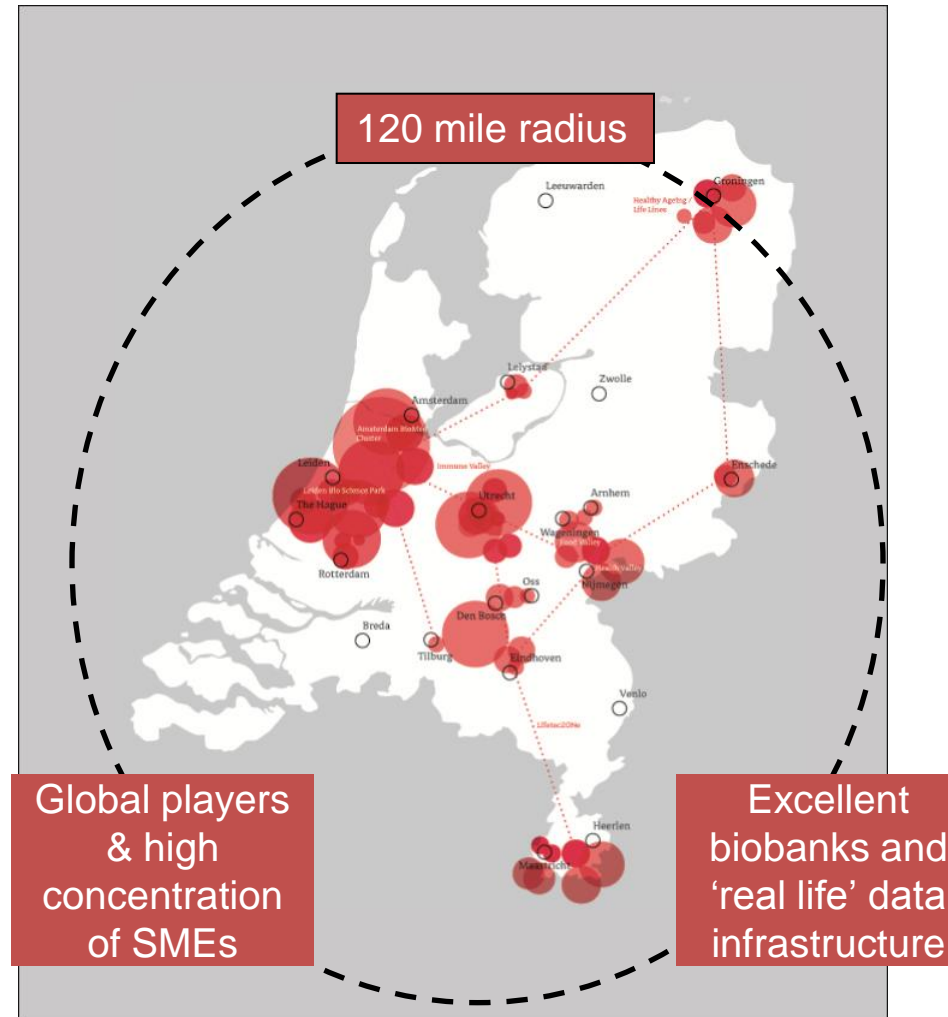 120 mile radius
Leeuwarden
Groningen
Healthy Ageing /
Life Lines
Lelystad
Zwolle
Amsterdam
Amsterdam
Cluster
Immune Valley
Leiden
Leiden Bio Science Park
The Hague
Utrecht
Enschede
Arnhem
Wageningen
Food Valley
Health Valley
Nijmegen
Rotterdam
Oss
Den Bosch
Breda
Tilburg
Eindhoven
Venlo
Heerlen
Maastricht
Global players
& high
concentration
of SMEs
Excellent
biobanks and
‘real life’ data
infrastructure